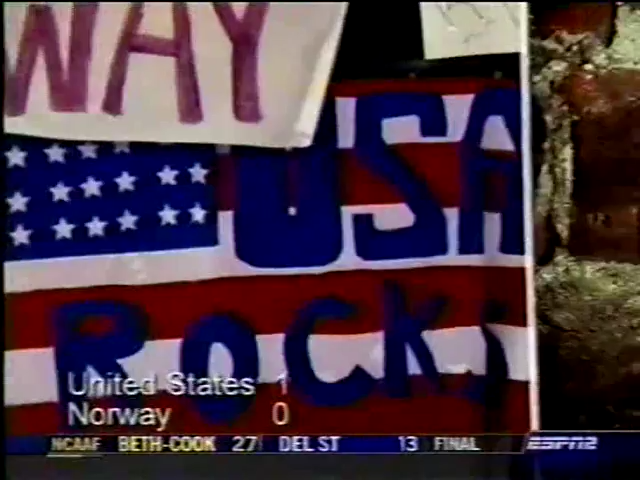 WAY
USA
ROCKS
United States 1
Norway 0
NCAAF BETH-COOK 27 DEL ST 13 FINAL ESPN2